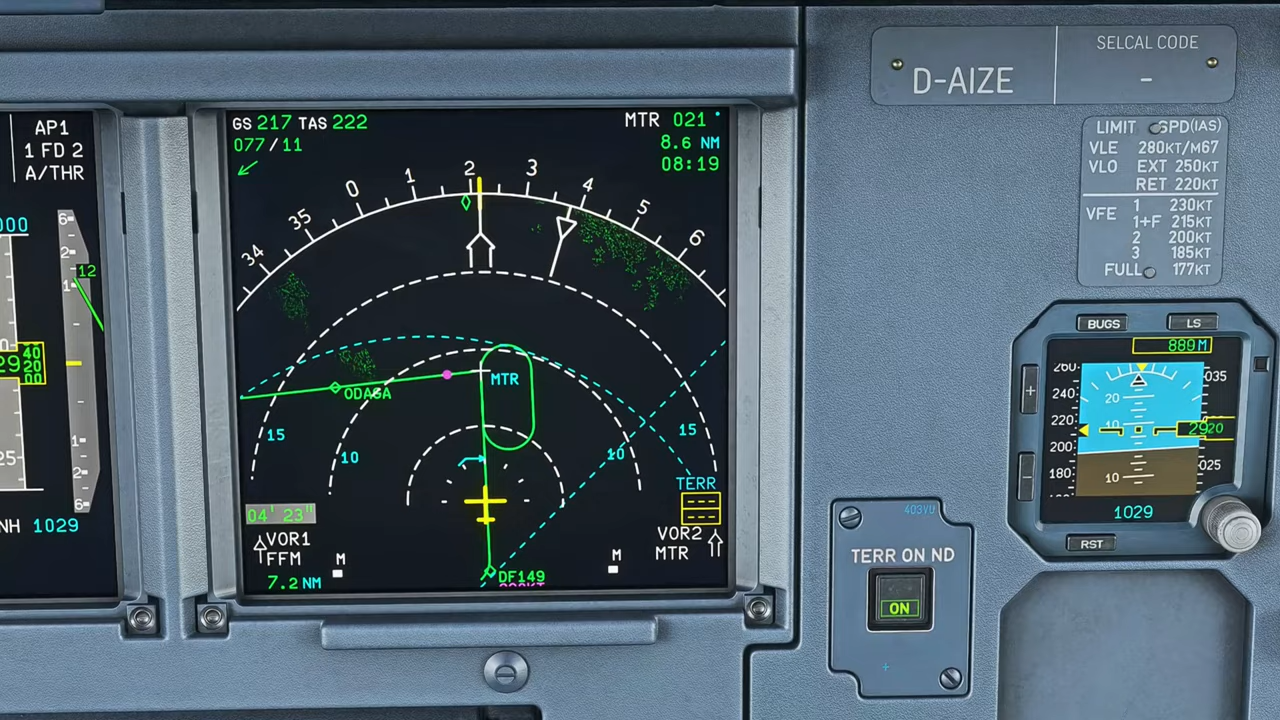 AP1
1 FD 2
A/THR
000
6
2
1
12
29 40
20
00
25
1
2
6
NH 1029
GS 217 TAS 222
077/11
MTR 021°
8.6 NM
08:19
34
35
0
1
2
3
4
5
6
MTR
ODAGA
15
10
10
15
TERR
04' 23"
VOR1
FFM
7.2 NM
M
M
VOR2
MTR
DF149
D-AIZE
SELCAL CODE
-
LIMIT SPD(IAS)
VLE 280KT/M67
VLO EXT 250KT
RET 220KT
VFE 1 230KT
1+F 215KT
2 200KT
3 185KT
FULL 177KT
BUGS
LS
889M
260
240
220
200
180
20
10
10
035
2920
025
1029
+
-
RST
403VU
TERR ON ND
ON